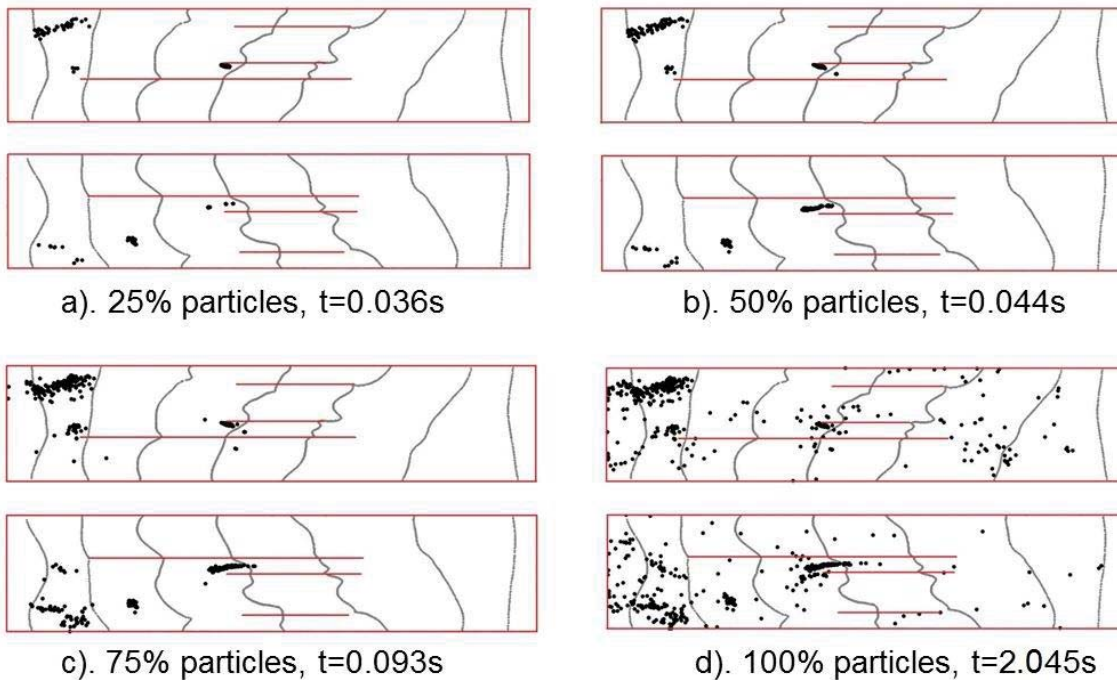 a). 25% particles, t=0.036s
b). 50% particles, t=0.044s
c). 75% particles, t=0.093s
d). 100% particles, t=2.045s